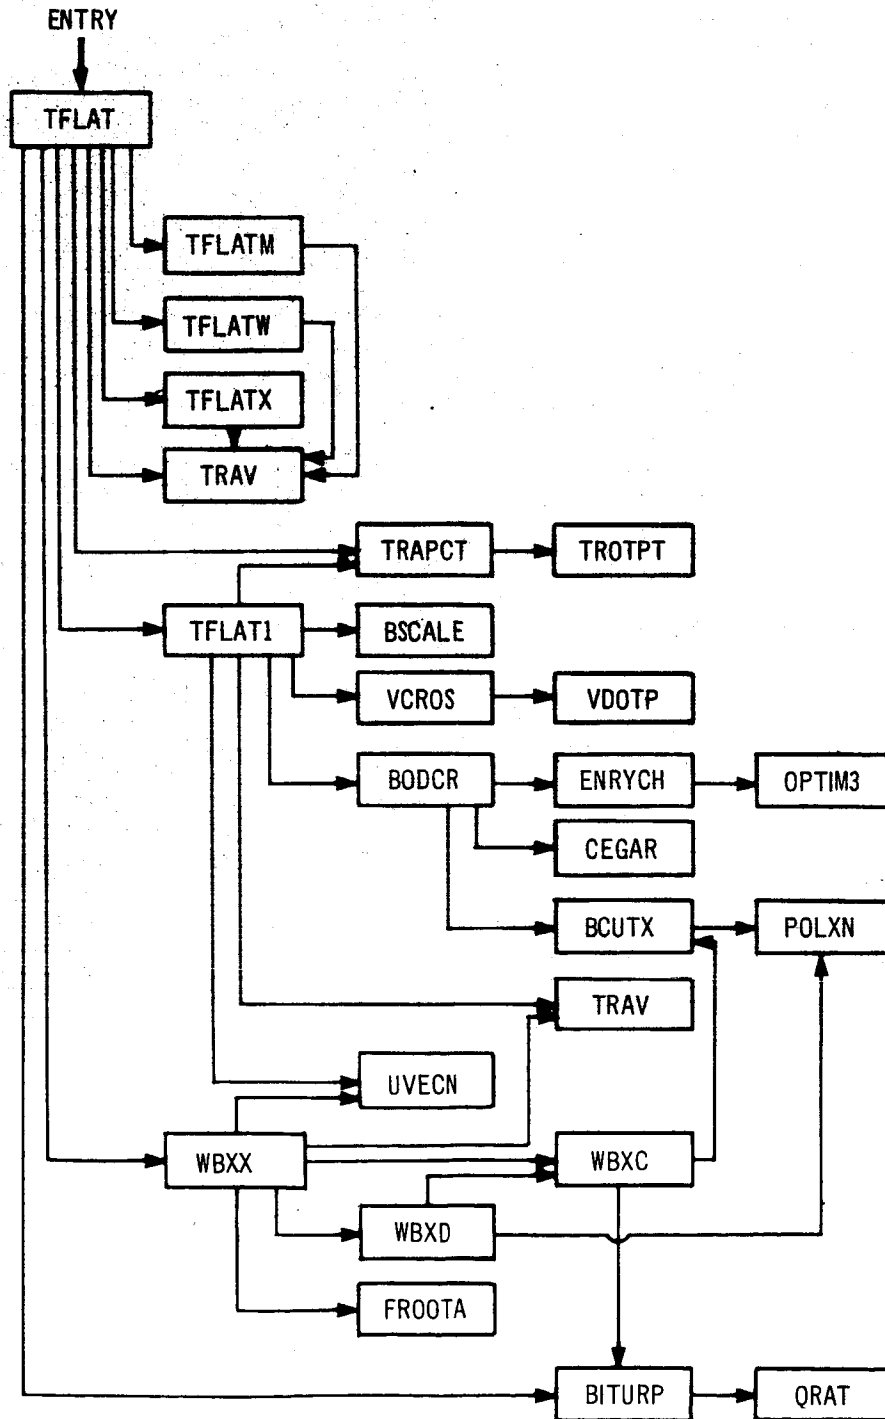 ENTRY
TFLAT
TFLATM
TFLATW
TFLATX
TRAV
TRAPCT TROTPT
TFLAT1 BSCALE
VCROS VDOTP
BODCR ENRYCH OPTIM3
CEGAR
BCUTX POLXN
TRAV
UVECN
WBXX WBXC
WBXD
FROOTA
BITURP QRAT